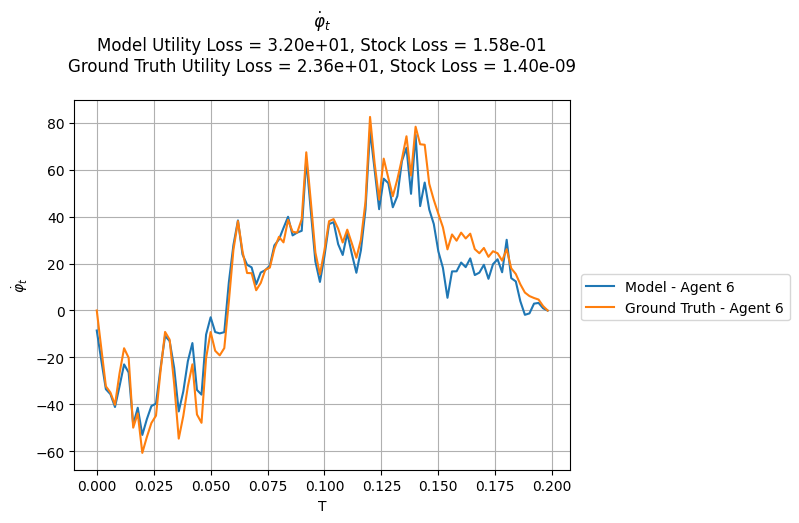 φ̇ₜ
Model Utility Loss = 3.20e+01, Stock Loss = 1.58e-01
Ground Truth Utility Loss = 2.36e+01, Stock Loss = 1.40e-09
φ̇ₜ
80
60
40
20
0
−20
−40
−60
0.000
0.025
0.050
0.075
0.100
0.125
0.150
0.175
0.200
T
Model - Agent 6
Ground Truth - Agent 6